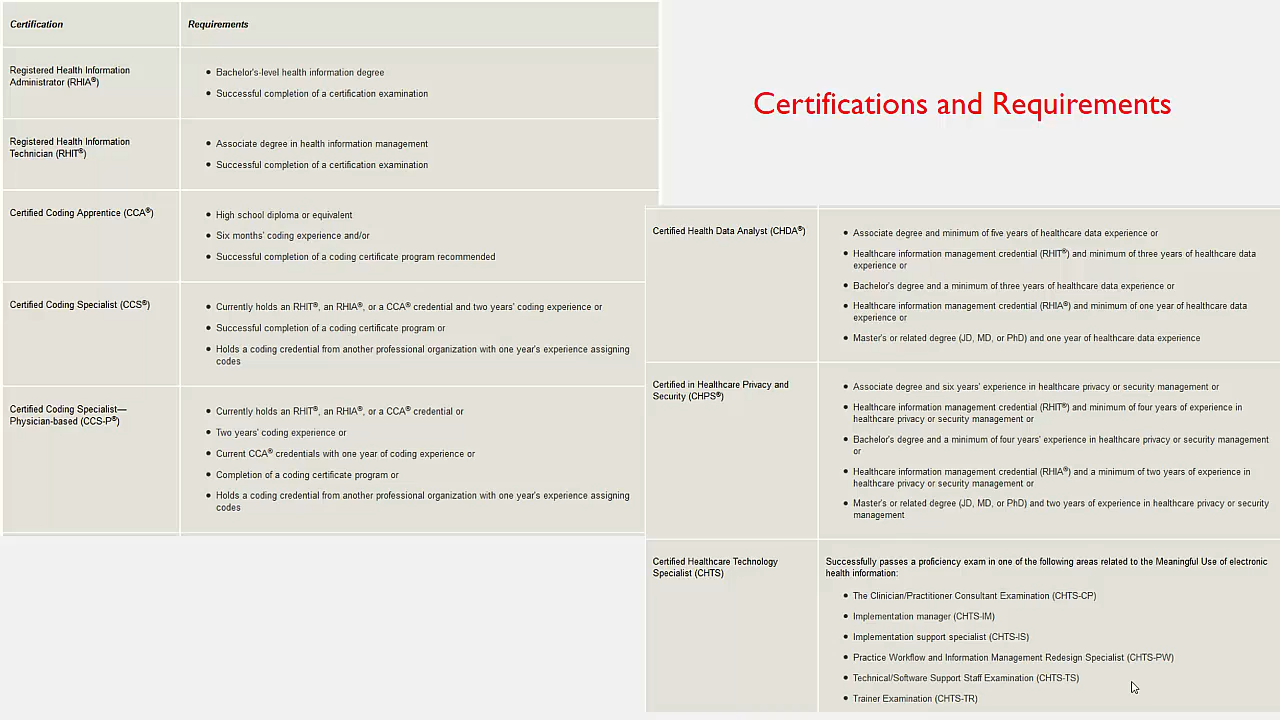 Certifications and Requirements
Certification
Requirements
Registered Health Information
Administrator (RHIA®)
Bachelor's-level health information degree
Successful completion of a certification examination
Registered Health Information
Technician (RHIT®)
Associate degree in health information management
Successful completion of a certification examination
Certified Coding Apprentice (CCA®)
High school diploma or equivalent
Six months' coding experience and/or
Successful completion of a coding certificate program recommended
Certified Coding Specialist (CCS®)
Currently holds an RHIT®, an RHIA®, or a CCA® credential and two years' coding experience or
Successful completion of a coding certificate program or
Holds a coding credential from another professional organization with one year's experience assigning
codes
Certified Coding Specialist—
Physician-based (CCS-P®)
Currently holds an RHIT®, an RHIA®, or a CCA® credential or
Two years' coding experience or
Current CCA® credentials with one year of coding experience or
Completion of a coding certificate program or
Holds a coding credential from another professional organization with one year's experience assigning
codes
Certified Health Data Analyst (CHDA®)
Associate degree and minimum of five years of healthcare data experience or
Healthcare information management credential (RHIT®) and minimum of three years of healthcare data
experience or
Bachelor's degree and a minimum of three years of healthcare data experience or
Healthcare information management credential (RHIA®) and minimum of one year of healthcare data
experience or
Master's or related degree (JD, MD, or PhD) and one year of healthcare data experience
Certified in Healthcare Privacy and
Security (CHPS®)
Associate degree and six years' experience in healthcare privacy or security management or
Healthcare information management credential (RHIT®) and minimum of four years of experience in
healthcare privacy or security management or
Bachelor's degree and a minimum of four years' experience in healthcare privacy or security management
or
Healthcare information management credential (RHIA®) and a minimum of two years of experience in
healthcare privacy or security management or
Master's or related degree (JD, MD, or PhD) and two years of experience in healthcare privacy or security
management
Certified Healthcare Technology
Specialist (CHTS)
Successfully passes a proficiency exam in one of the following areas related to the Meaningful Use of electronic
health information:
The Clinician/Practitioner Consultant Examination (CHTS-CP)
Implementation manager (CHTS-IM)
Implementation support specialist (CHTS-IS)
Practice Workflow and Information Management Redesign Specialist (CHTS-PW)
Technical/Software Support Staff Examination (CHTS-TS)
Trainer Examination (CHTS-TR)